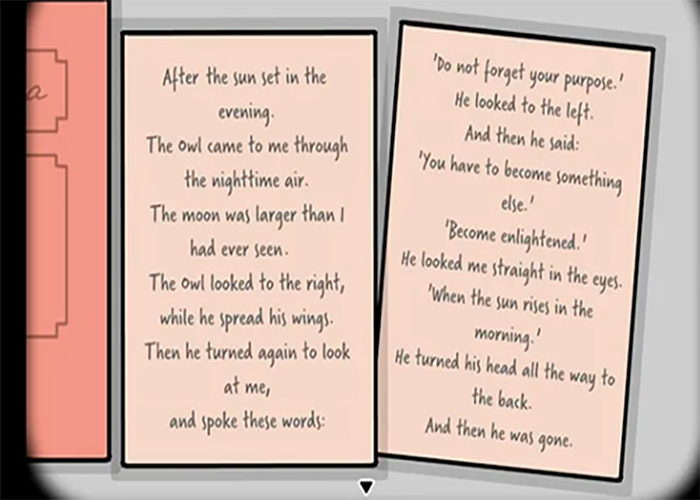 a
After the sun set in the
evening.
The Owl came to me through
the nighttime air.
The moon was larger than I
had ever seen.
The Owl looked to the right,
while he spread his wings.
Then he turned again to look
at me,
and spoke these words:
'Do not forget your purpose.'
He looked to the left.
And then he said:
'You have to become something
else.'
'Become enlightened.'
He looked me straight in the eyes.
'When the sun rises in the
morning.'
He turned his head all the way to
the back.
And then he was gone.